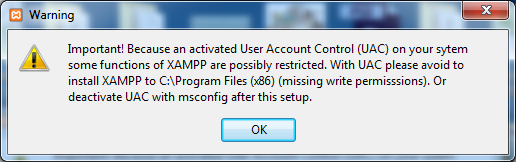 Warning
Important! Because an activated User Account Control (UAC) on your sytem
some functions of XAMPP are possibly restricted. With UAC please avoid to
install XAMPP to C:\Program Files (x86) (missing write permisssions). Or
deactivate UAC with msconfig after this setup.
OK